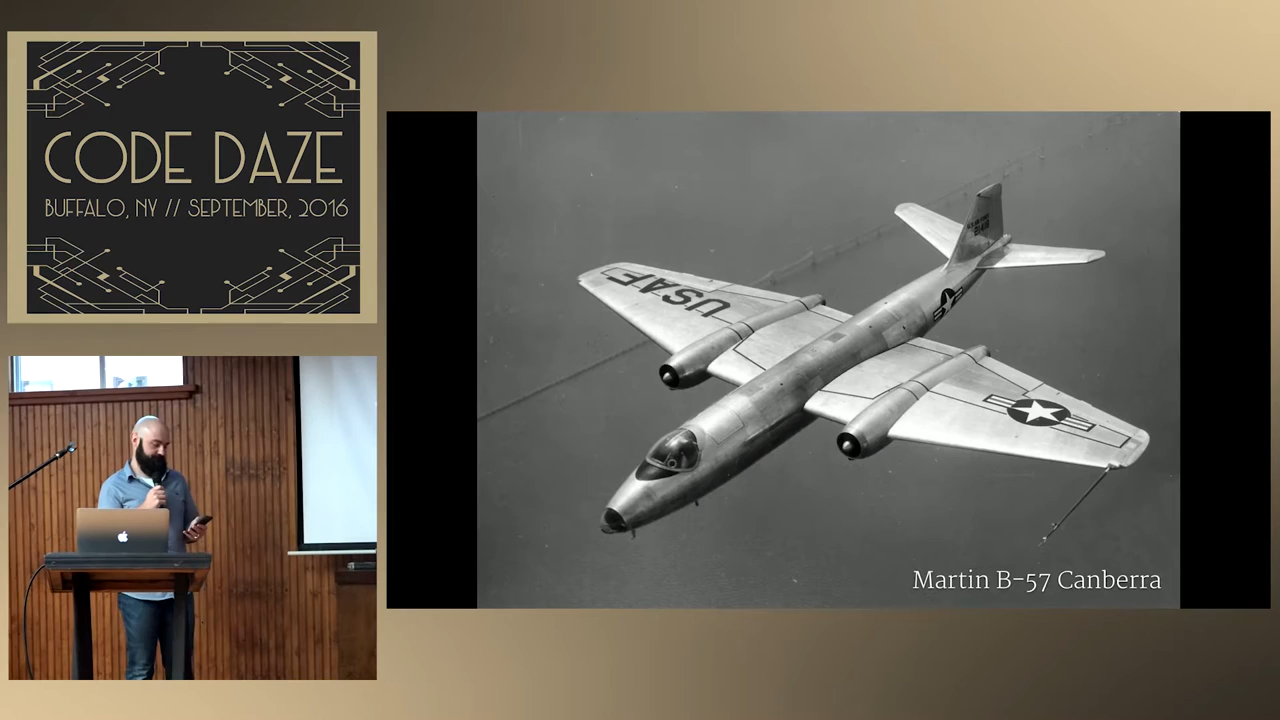 CODE DAZE
BUFFALO, NY // SEPTEMBER, 2016
USAF
Martin B-57 Canberra